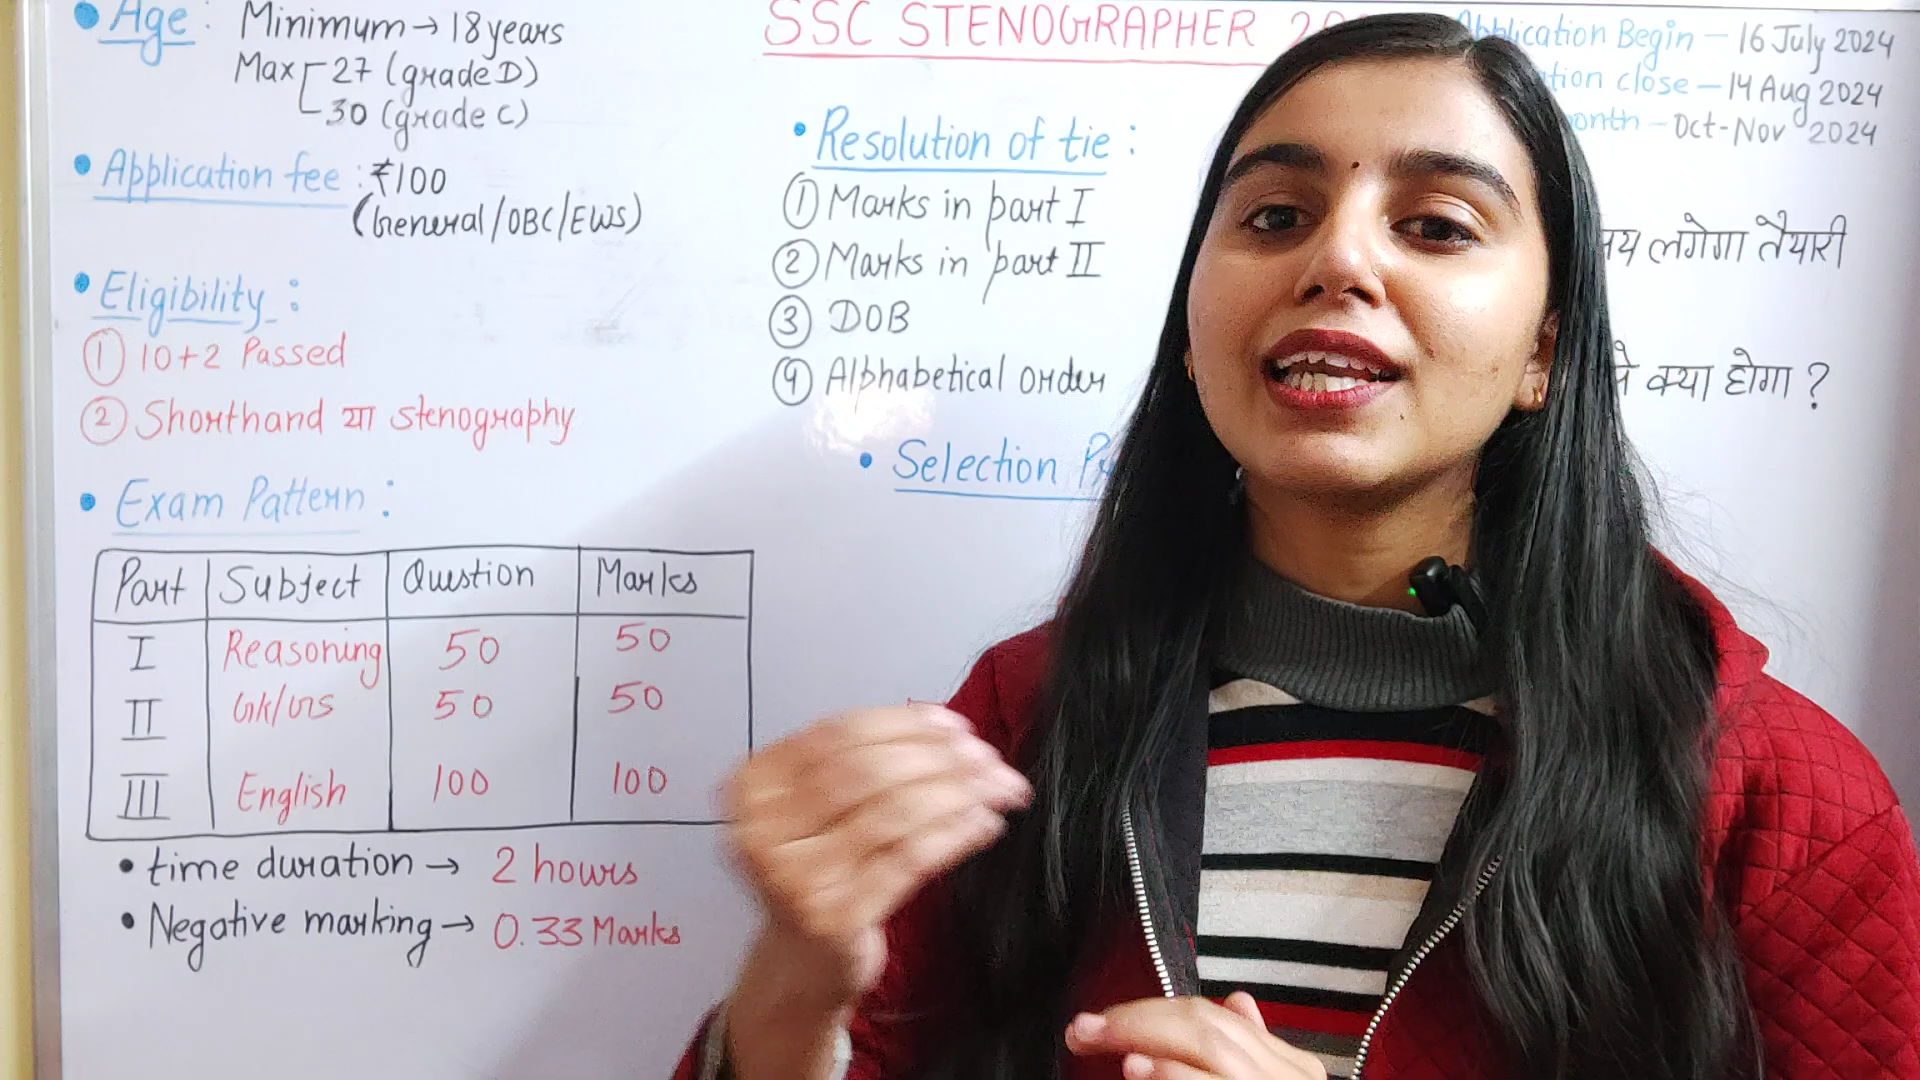 • Age : Minimum → 18 years
Max 27 (grade D)
30 (grade C)
• Application fee : ₹100
(General/OBC/EWS)
• Eligibility :
① 10+2 Passed
② Shorthand या stenography
• Exam Pattern :
Part Subject Question Marks
I Reasoning 50 50
II GK/GS 50 50
III English 100 100
• time duration → 2 hours
• Negative marking → 0.33 Marks
SSC STENOGRAPHER
• Resolution of tie :
① Marks in part I
② Marks in part II
③ DOB
④ Alphabetical order
• Selection
Application Begin – 16 July 2024
close – 14 Aug 2024
– Oct-Nov 2024
लगेगा तैयारी
क्या होगा ?